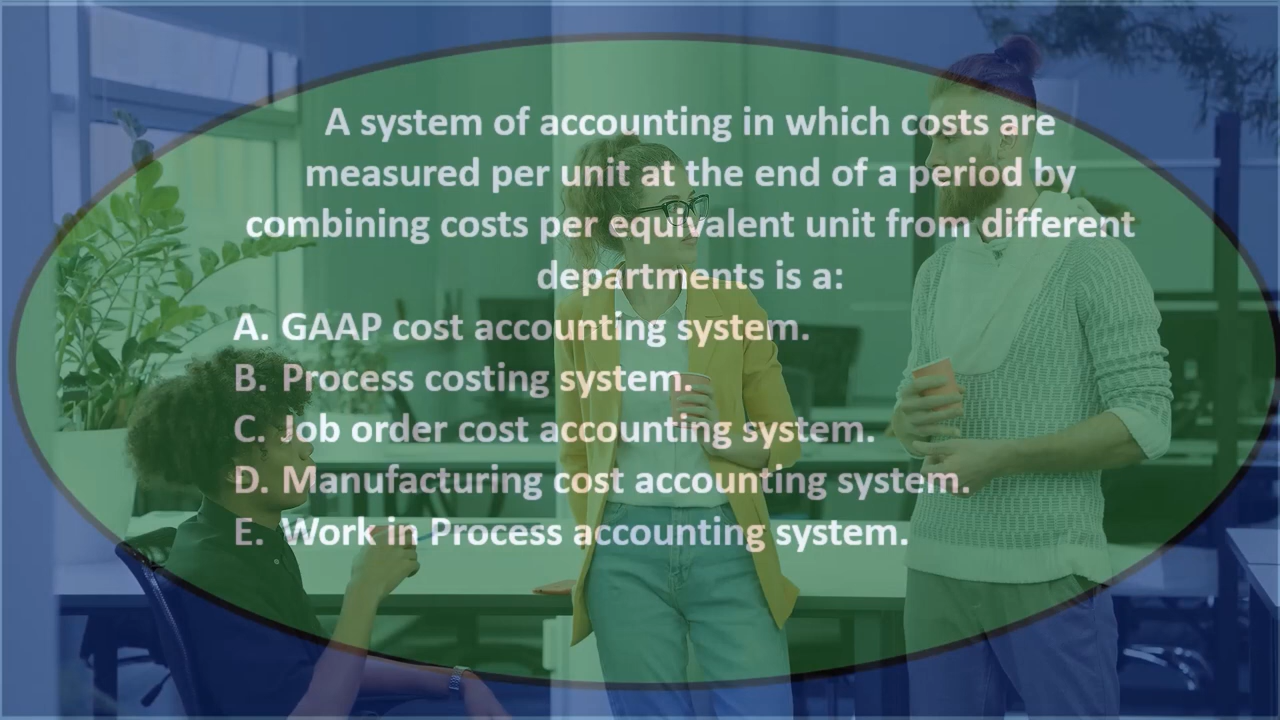 A system of accounting in which costs are
measured per unit at the end of a period by
combining costs per equivalent unit from different
departments is a:
A. GAAP cost accounting system.
B. Process costing system.
C. Job order cost accounting system.
D. Manufacturing cost accounting system.
E. Work in Process accounting system.